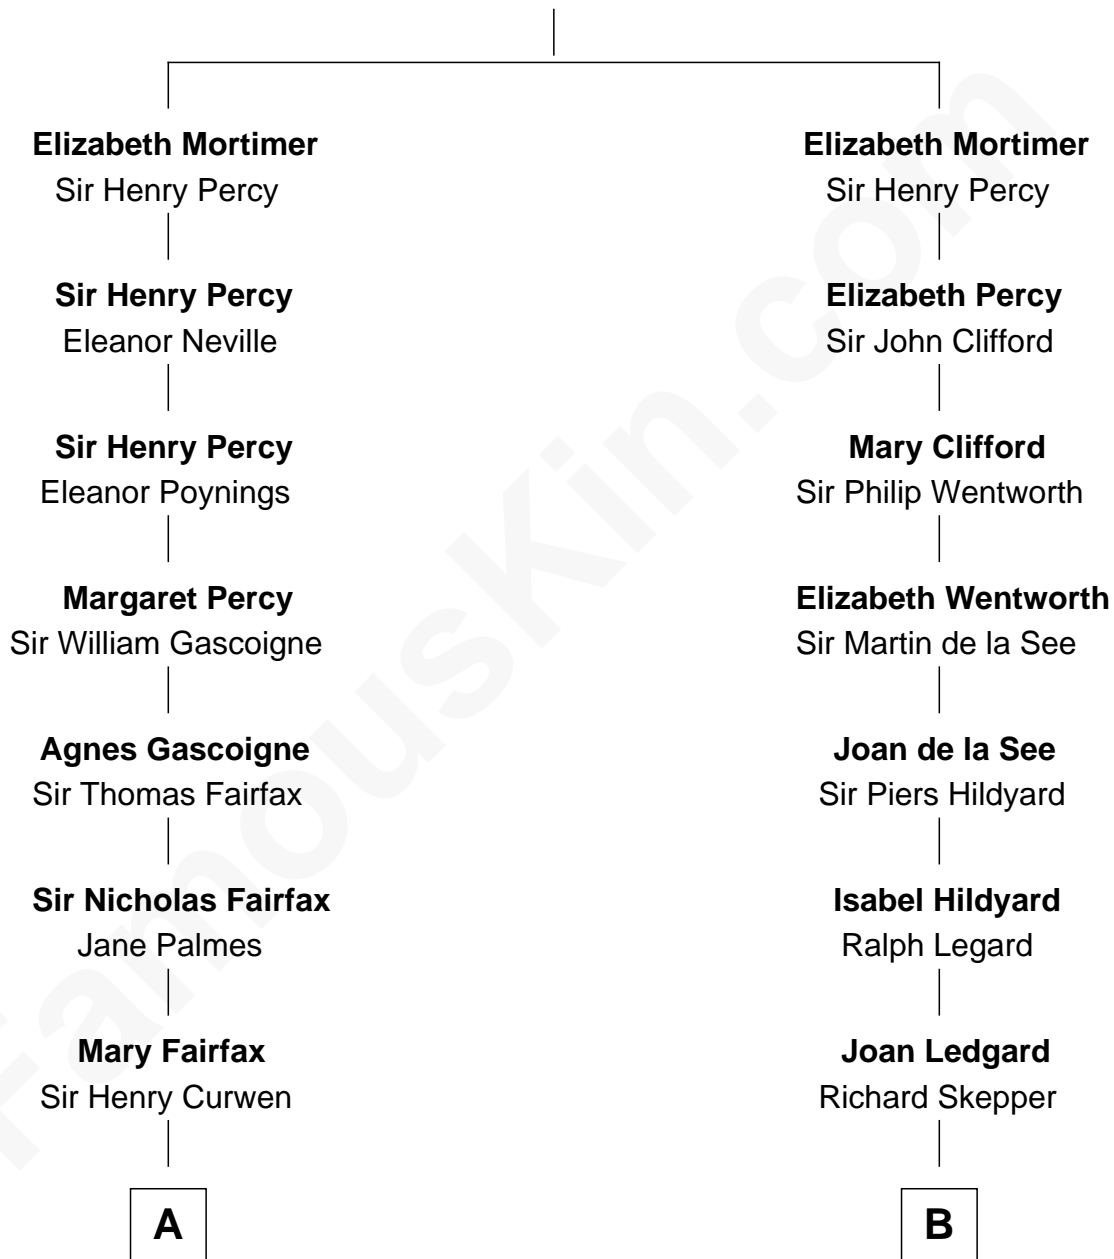 Elizabeth Mortimer
Sir Henry Percy
Sir Henry Percy
Eleanor Neville
Sir Henry Percy
Eleanor Poynings
Margaret Percy
Sir William Gascoigne
Agnes Gascoigne
Sir Thomas Fairfax
Sir Nicholas Fairfax
Jane Palmes
Mary Fairfax
Sir Henry Curwen
A
Elizabeth Mortimer
Sir Henry Percy
Elizabeth Percy
Sir John Clifford
Mary Clifford
Sir Philip Wentworth
Elizabeth Wentworth
Sir Martin de la See
Joan de la See
Sir Piers Hildyard
Isabel Hildyard
Ralph Legard
Joan Ledgard
Richard Skepper
B
FamousKin.com